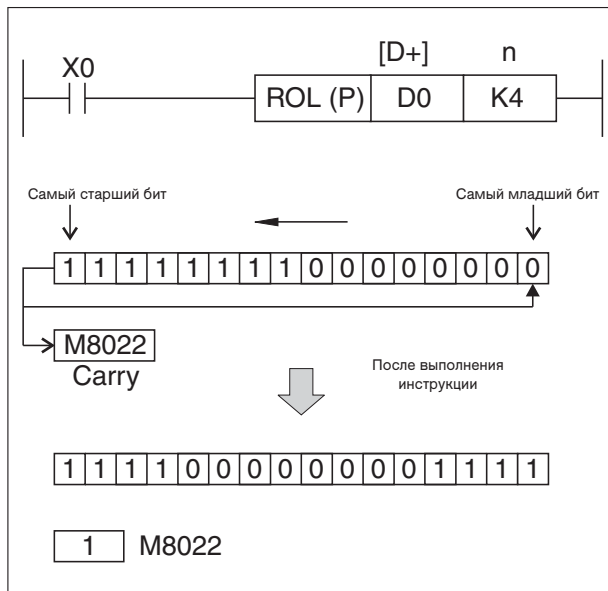 [D+] n
X0
ROL (P) D0 K4
Самый старший бит Самый младший бит
1 1 1 1 1 1 1 1 0 0 0 0 0 0 0 0
M8022
Carry
После выполнения
инструкции
1 1 1 1 0 0 0 0 0 0 0 0 1 1 1 1
1 M8022